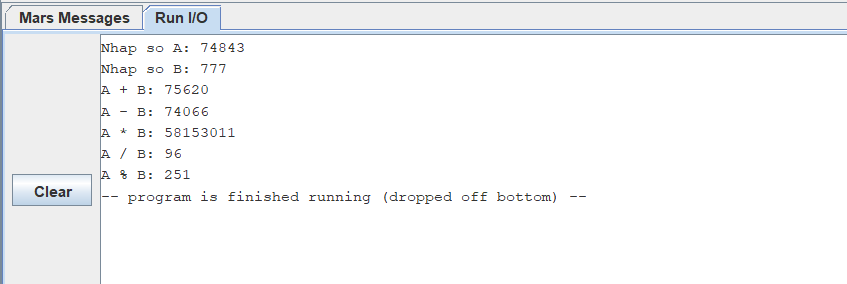 Mars Messages Run I/O
Nhap so A: 74843
Nhap so B: 777
A + B: 75620
A - B: 74066
A * B: 58153011
A / B: 96
A % B: 251
-- program is finished running (dropped off bottom) --
Clear